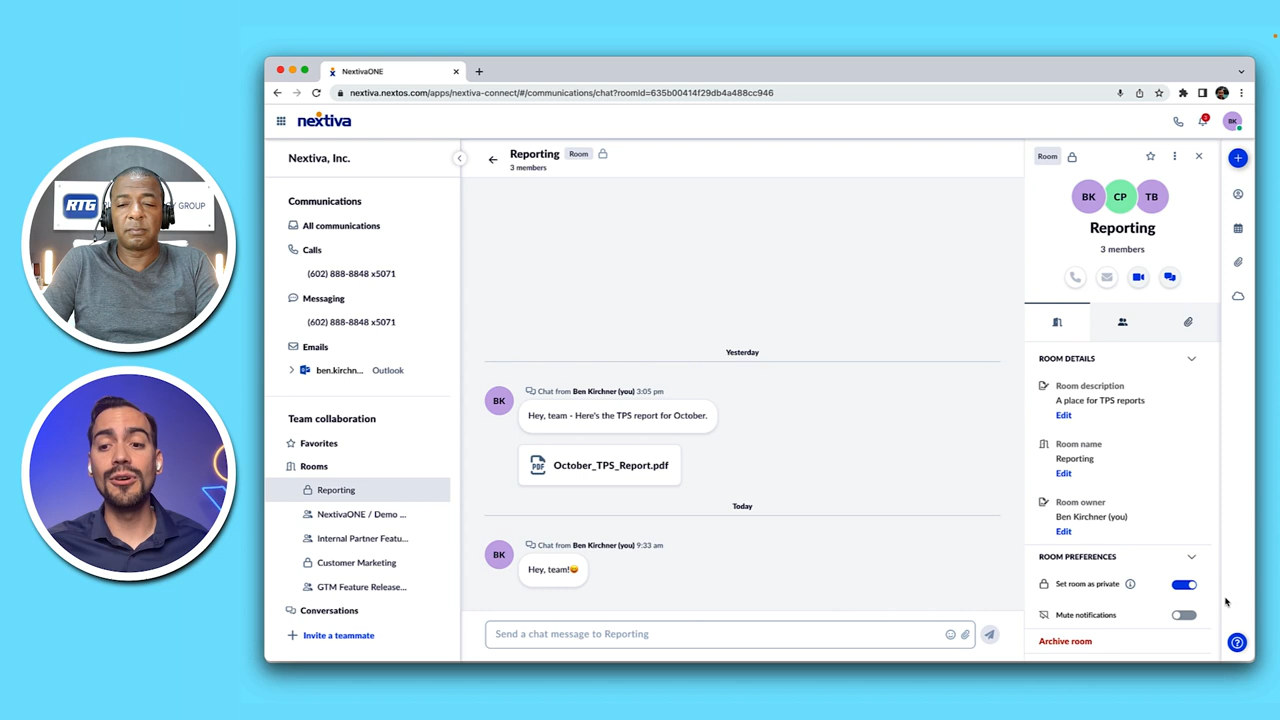 RTG
GROUP
NextivaONE
nextiva.nextos.com/apps/nextiva-connect/#/communications/chat?roomId=635b00414f29db4a488cc946
nextiva
BK
Nextiva, Inc.
Communications
All communications
Calls
(602) 888-8848 x5071
Messaging
(602) 888-8848 x5071
Emails
ben.kirchn... Outlook
Team collaboration
Favorites
Rooms
Reporting
NextivaONE / Demo ...
Internal Partner Featu...
Customer Marketing
GTM Feature Release...
Conversations
Invite a teammate
Reporting Room
3 members
Yesterday
BK
Chat from Ben Kirchner (you) 3:05 pm
Hey, team - Here's the TPS report for October.
PDF October_TPS_Report.pdf
Today
BK
Chat from Ben Kirchner (you) 9:33 am
Hey, team!😀
Send a chat message to Reporting
Room
BK CP TB
Reporting
3 members
ROOM DETAILS
Room description
A place for TPS reports
Edit
Room name
Reporting
Edit
Room owner
Ben Kirchner (you)
Edit
ROOM PREFERENCES
Set room as private
Mute notifications
Archive room